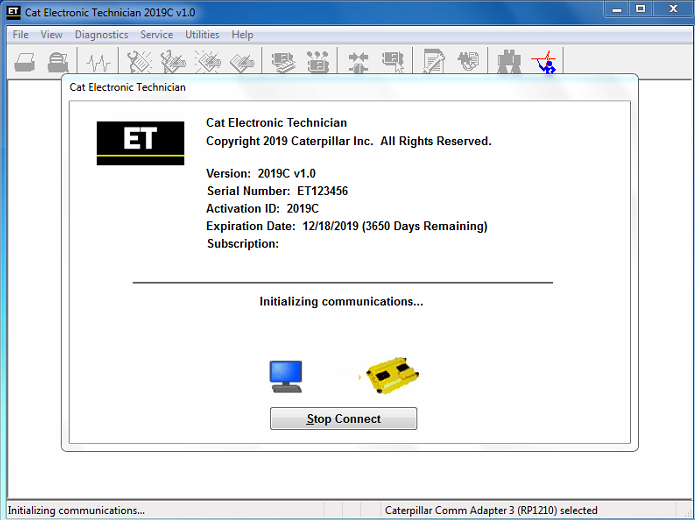 ET Cat Electronic Technician 2019C v1.0
File View Diagnostics Service Utilities Help
Cat Electronic Technician
ET
Cat Electronic Technician
Copyright 2019 Caterpillar Inc. All Rights Reserved.
Version: 2019C v1.0
Serial Number: ET123456
Activation ID: 2019C
Expiration Date: 12/18/2019 (3650 Days Remaining)
Subscription:
Initializing communications...
Stop Connect
Initializing communications... Caterpillar Comm Adapter 3 (RP1210) selected